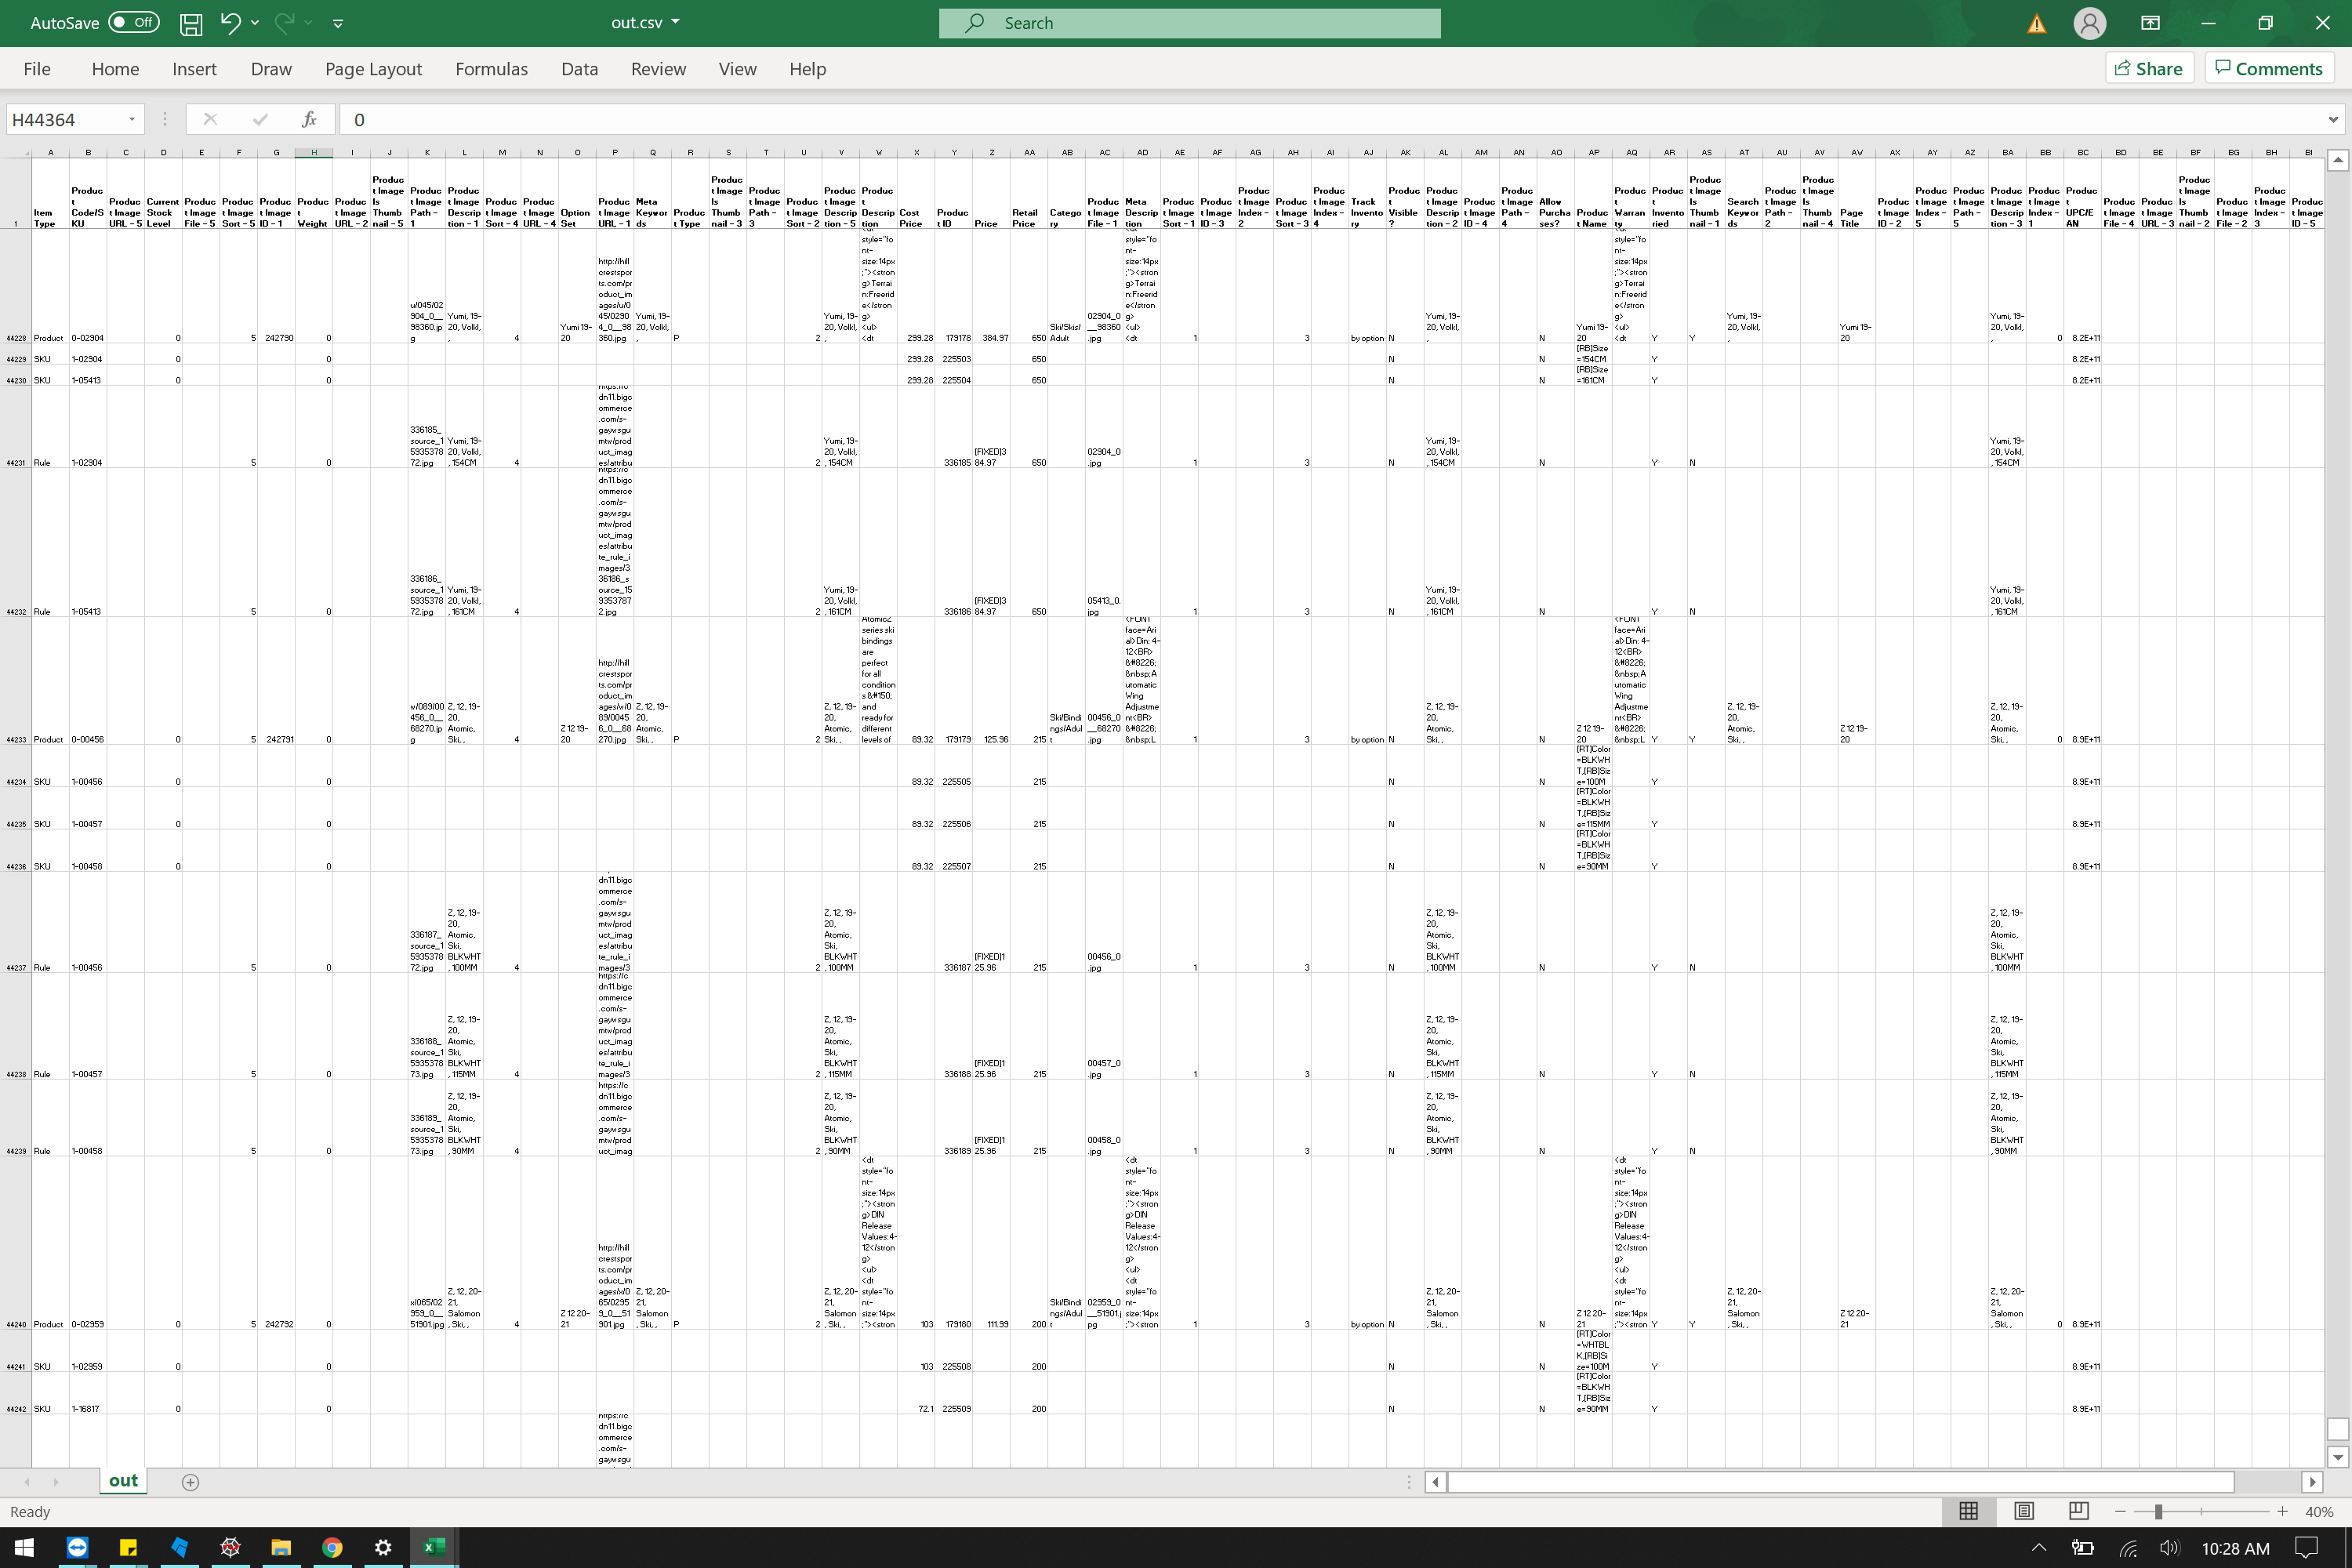 AutoSave Off out.csv Search
File Home Insert Draw Page Layout Formulas Data Review View Help Share Comments
H44364 fx 0
A B C D E F G H I J K L M N O P Q R S T U V W X Y Z AA AB AC AD AE AF AG AH AI AJ AK AL AM AN AO AP AQ AR AS AT AU AV AW AX AY AZ BA BB BC BD BE BF BG BH BI
1 Item Type
Product Code/SKU
Product Image URL - 5
Current Stock Level
Product Image File - 5
Product Image Sort - 5
Product Image ID - 1
Product Weight
Product Image URL - 2
Product Image Is Thumbnail - 5
Product Image Path - 1
Product Image Description - 1
Product Image Sort - 4
Product Image URL - 4
Option Set
Product Image URL - 1
Meta Keywords
Product Type
Product Image Is Thumbnail - 3
Product Image Path - 3
Product Image Sort - 2
Product Image Description - 5
Product Description
Cost Price
Product ID
Price
Retail Price
Category
Product Image File - 1
Meta Description
Product Image Sort - 1
Product Image ID - 3
Product Image Index - 2
Product Image Sort - 3
Product Image Index - 4
Track Inventory
Product Visible?
Product Image Description - 2
Product Image ID - 4
Product Image Path - 4
Allow Purchases?
Product Name
Product Warranty
Product Inventoried
Product Image Is Thumbnail - 1
Search Keywords
Product Image Path - 2
Product Image Is Thumbnail - 4
Page Title
Product Image ID - 2
Product Image Index - 5
Product Image Path - 5
Product Image Description - 3
Product Image Index - 1
Product UPC/EAN
Product Image File - 4
Product Image URL - 3
Product Image Is Thumbnail - 2
Product Image File - 2
Product Image Index - 3
Product Image ID - 5
44228 Product 0-02904 0 5 242790 0 u/045/02904_0__98360.jpg Yumi, 19-20, Volkl, , 4 Yumi 19-20 http://hillcrestsports.com/product_images/u/045/02904_0__98360.jpg Yumi, 19-20, Volkl, , P 2 Yumi, 19-20, Volkl, , style="font-size:14px;"><strong>Terrain:Freeride</strong> <ul> <dt 299.28 179178 384.97 650 Ski/Skis/Adult 02904_0__98360.jpg style="font-size:14px;"><strong>Terrain:Freeride</strong> <ul> <dt 1 3 by option N Yumi, 19-20, Volkl, , N Yumi 19-20 style="font-size:14px;"><strong>Terrain:Freeride</strong> <ul> <dt Y Y Yumi, 19-20, Volkl, , Yumi 19-20 Yumi, 19-20, Volkl, , 0 8.2E+11
44229 SKU 1-02904 0 0 299.28 225503 650 N N [RB]Size=154CM Y 8.2E+11
44230 SKU 1-05413 0 0 299.28 225504 650 N N [RB]Size=161CM Y 8.2E+11
44231 Rule 1-02904 5 0 336185_source_1593537872.jpg Yumi, 19-20, Volkl, , 154CM 4 https://cdn11.bigcommerce.com/s-gaywsgumtw/product_images/attribu 2 Yumi, 19-20, Volkl, , 154CM 336185 [FIXED]384.97 650 02904_0.jpg 1 3 N Yumi, 19-20, Volkl, , 154CM N Y N Yumi, 19-20, Volkl, , 154CM
44232 Rule 1-05413 5 0 336186_source_1593537872.jpg Yumi, 19-20, Volkl, , 161CM 4 https://cdn11.bigcommerce.com/s-gaywsgumtw/product_images/attribute_rule_images/336186_source_1593537872.jpg 2 Yumi, 19-20, Volkl, , 161CM 336186 [FIXED]384.97 650 05413_0.jpg 1 3 N Yumi, 19-20, Volkl, , 161CM N Y N Yumi, 19-20, Volkl, , 161CM
44233 Product 0-00456 0 5 242791 0 w/089/00456_0__68270.jpg Z, 12, 19-20, Atomic, Ski, , 4 Z 12 19-20 http://hillcrestsports.com/product_images/w/089/00456_0__68270.jpg Z, 12, 19-20, Atomic, Ski, , P 2 Z, 12, 19-20, Atomic, Ski, , AtomicZ series ski bindings are perfect for all conditions &#150; and ready for different levels of 89.32 179179 125.96 215 Ski/Bindings/Adult 00456_0__68270.jpg <FONT face=Arial>Din: 4-12<BR> &#8226; &nbsp;Automatic Wing Adjustment<BR> &#8226; &nbsp;L 1 3 by option N Z, 12, 19-20, Atomic, Ski, , N Z 12 19-20 <FONT face=Arial>Din: 4-12<BR> &#8226; &nbsp;Automatic Wing Adjustment<BR> &#8226; &nbsp;L Y Y Z, 12, 19-20, Atomic, Ski, , Z 12 19-20 Z, 12, 19-20, Atomic, Ski, , 0 8.9E+11
44234 SKU 1-00456 0 0 89.32 225505 215 N N [RT]Color=BLKWHT,[RB]Size=100M Y 8.9E+11
44235 SKU 1-00457 0 0 89.32 225506 215 N N [RT]Color=BLKWHT,[RB]Size=115MM Y 8.9E+11
44236 SKU 1-00458 0 0 89.32 225507 215 N N [RT]Color=BLKWHT,[RB]Size=90MM Y 8.9E+11
44237 Rule 1-00456 5 0 336187_source_1593537872.jpg Z, 12, 19-20, Atomic, Ski, BLKWHT, 100MM 4 dn11.bigcommerce.com/s-gaywsgumtw/product_images/attribute_rule_images/3 2 Z, 12, 19-20, Atomic, Ski, BLKWHT, 100MM 336187 [FIXED]125.96 215 00456_0.jpg 1 3 N Z, 12, 19-20, Atomic, Ski, BLKWHT, 100MM N Y N Z, 12, 19-20, Atomic, Ski, BLKWHT, 100MM
44238 Rule 1-00457 5 0 336188_source_1593537873.jpg Z, 12, 19-20, Atomic, Ski, BLKWHT, 115MM 4 https://cdn11.bigcommerce.com/s-gaywsgumtw/product_images/attribute_rule_images/3 2 Z, 12, 19-20, Atomic, Ski, BLKWHT, 115MM 336188 [FIXED]125.96 215 00457_0.jpg 1 3 N Z, 12, 19-20, Atomic, Ski, BLKWHT, 115MM N Y N Z, 12, 19-20, Atomic, Ski, BLKWHT, 115MM
44239 Rule 1-00458 5 0 336189_source_1593537873.jpg Z, 12, 19-20, Atomic, Ski, BLKWHT, 90MM 4 https://cdn11.bigcommerce.com/s-gaywsgumtw/product_imag 2 Z, 12, 19-20, Atomic, Ski, BLKWHT, 90MM 336189 [FIXED]125.96 215 00458_0.jpg 1 3 N Z, 12, 19-20, Atomic, Ski, BLKWHT, 90MM N Y N Z, 12, 19-20, Atomic, Ski, BLKWHT, 90MM
44240 Product 0-02959 0 5 242792 0 x/065/02959_0__51901.jpg Z, 12, 20-21, Salomon, Ski, , 4 Z 12 20-21 http://hillcrestsports.com/product_images/x/065/02959_0__51901.jpg Z, 12, 20-21, Salomon, Ski, , P 2 Z, 12, 20-21, Salomon, Ski, , <dt style="font-size:14px;"><strong>DIN Release Values:4-12</strong> <ul> <dt style="font-size:14px;"><stron 103 179180 111.99 200 Ski/Bindings/Adult 02959_0__51901.jpg <dt style="font-size:14px;"><strong>DIN Release Values:4-12</strong> <ul> <dt style="font-size:14px;"><stron 1 3 by option N Z, 12, 20-21, Salomon, Ski, , N Z 12 20-21 <dt style="font-size:14px;"><strong>DIN Release Values:4-12</strong> <ul> <dt style="font-size:14px;"><stron Y Y Z, 12, 20-21, Salomon, Ski, , Z 12 20-21 Z, 12, 20-21, Salomon, Ski, , 0 8.9E+11
44241 SKU 1-02959 0 0 103 225508 200 N N [RT]Color=WHTBLK,[RB]Size=100M Y 8.9E+11
44242 SKU 1-16817 0 0 72.1 225509 200 N N [RT]Color=BLKWHT,[RB]Size=90MM Y 8.9E+11
https://cdn11.bigcommerce.com/s-gaywsgu
out
Ready 40%
10:28 AM